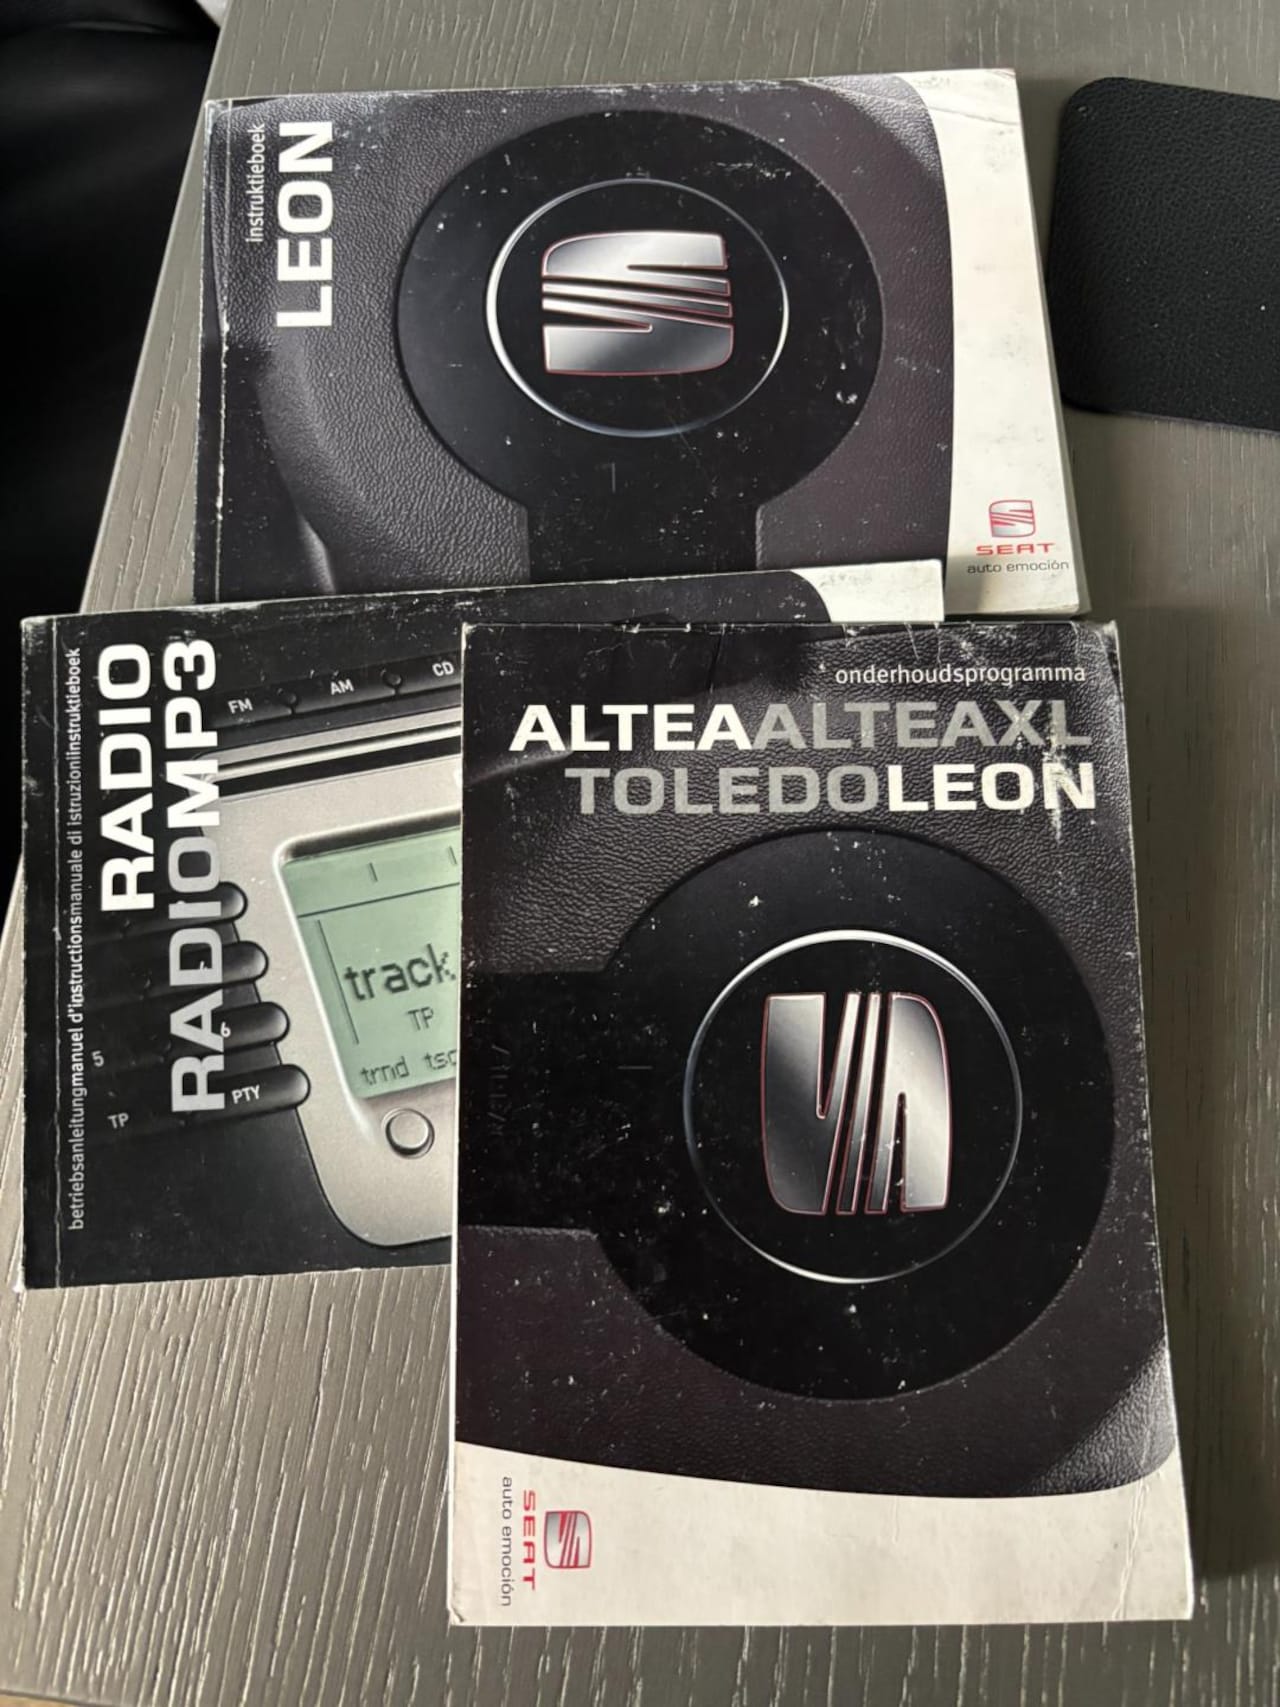 instruktieboek
LEON
SEAT
auto emoción
betriebsanleitungmanuel d'instructionsmanuale di istruzioniinstruktieboek
RADIO
RADIOMP3
FM
AM
CD
track
TP
trmd
5
6
TP
PTY
onderhoudsprogramma
ALTEAALTEAXL
TOLEDOLEON
SEAT
auto emoción